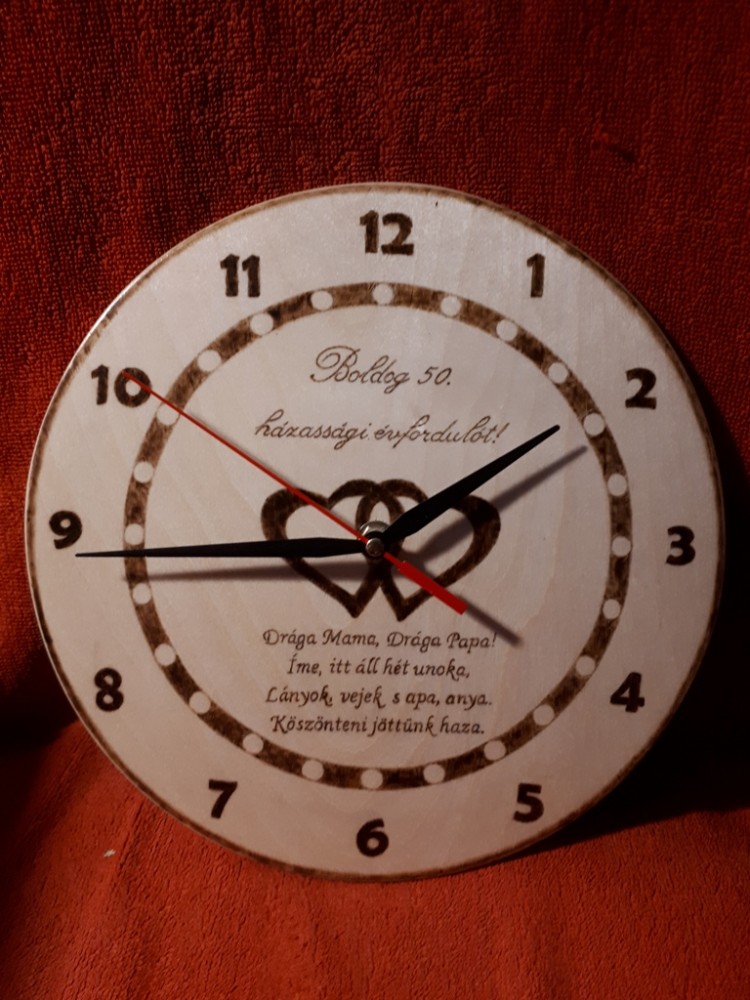 12
11
1
10
2
Boldog 50.
házassági évfordulót!
9
3
Drága Mama, Drága Papa!
Íme, itt áll hét unoka,
Lányok, vejek s apa, anya.
Köszönteni jöttünk haza.
8
4
7
5
6